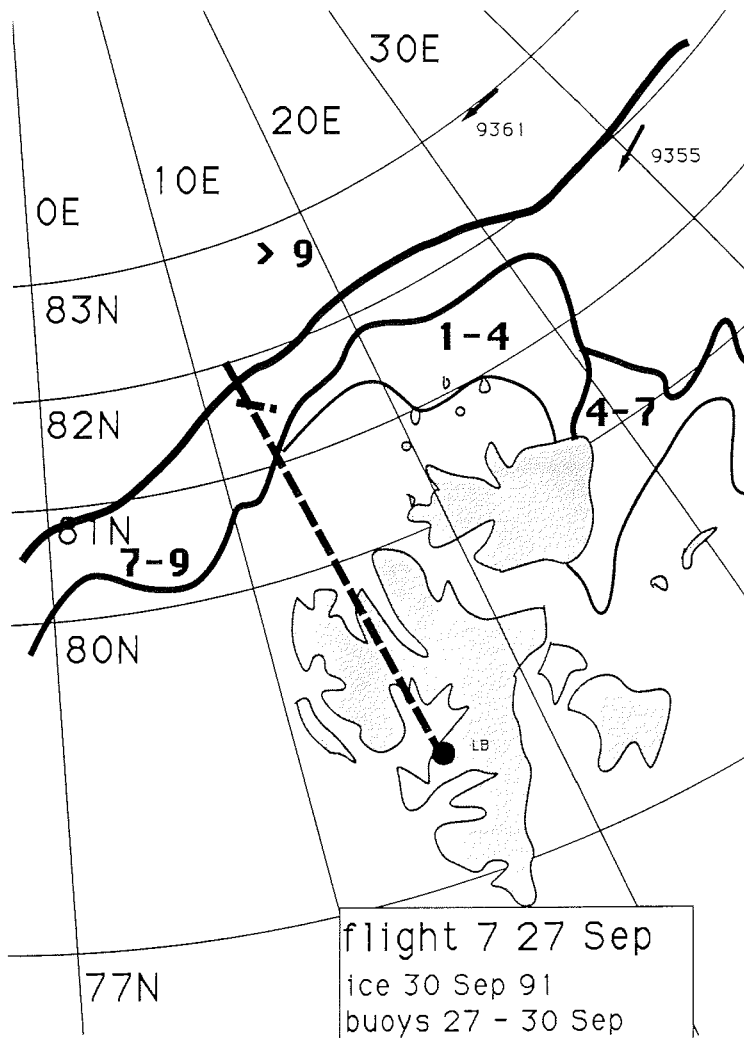 30E
20E
9361
9355
10E
0E
> 9
83N
1-4
82N
4-7
81N
7-9
80N
LB
77N
flight 7 27 Sep
ice 30 Sep 91
buoys 27 - 30 Sep